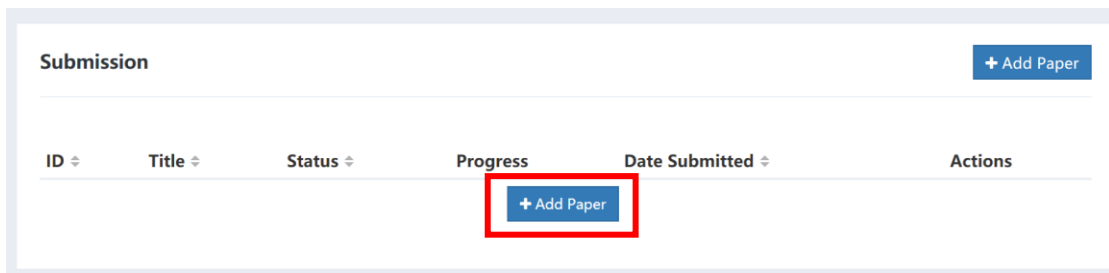 Submission
+ Add Paper
ID Title Status Progress Date Submitted Actions
+ Add Paper